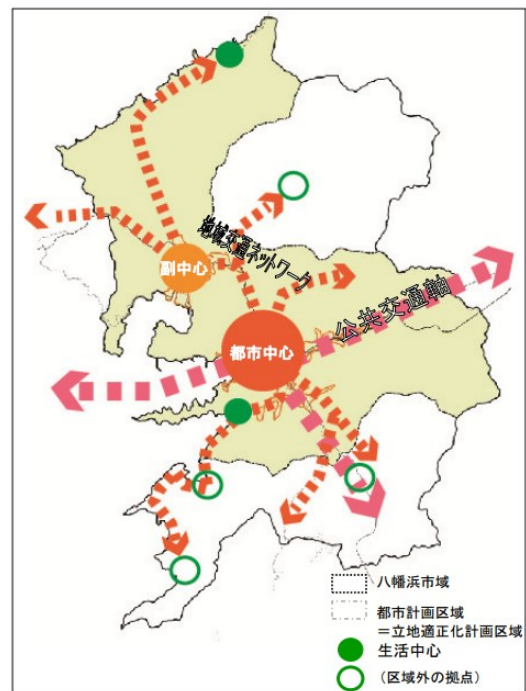 地域交通ネットワーク
副中心
公共交通軸
都市中心
八幡浜市域
都市計画区域
＝立地適正化計画区域
生活中心
（区域外の拠点）